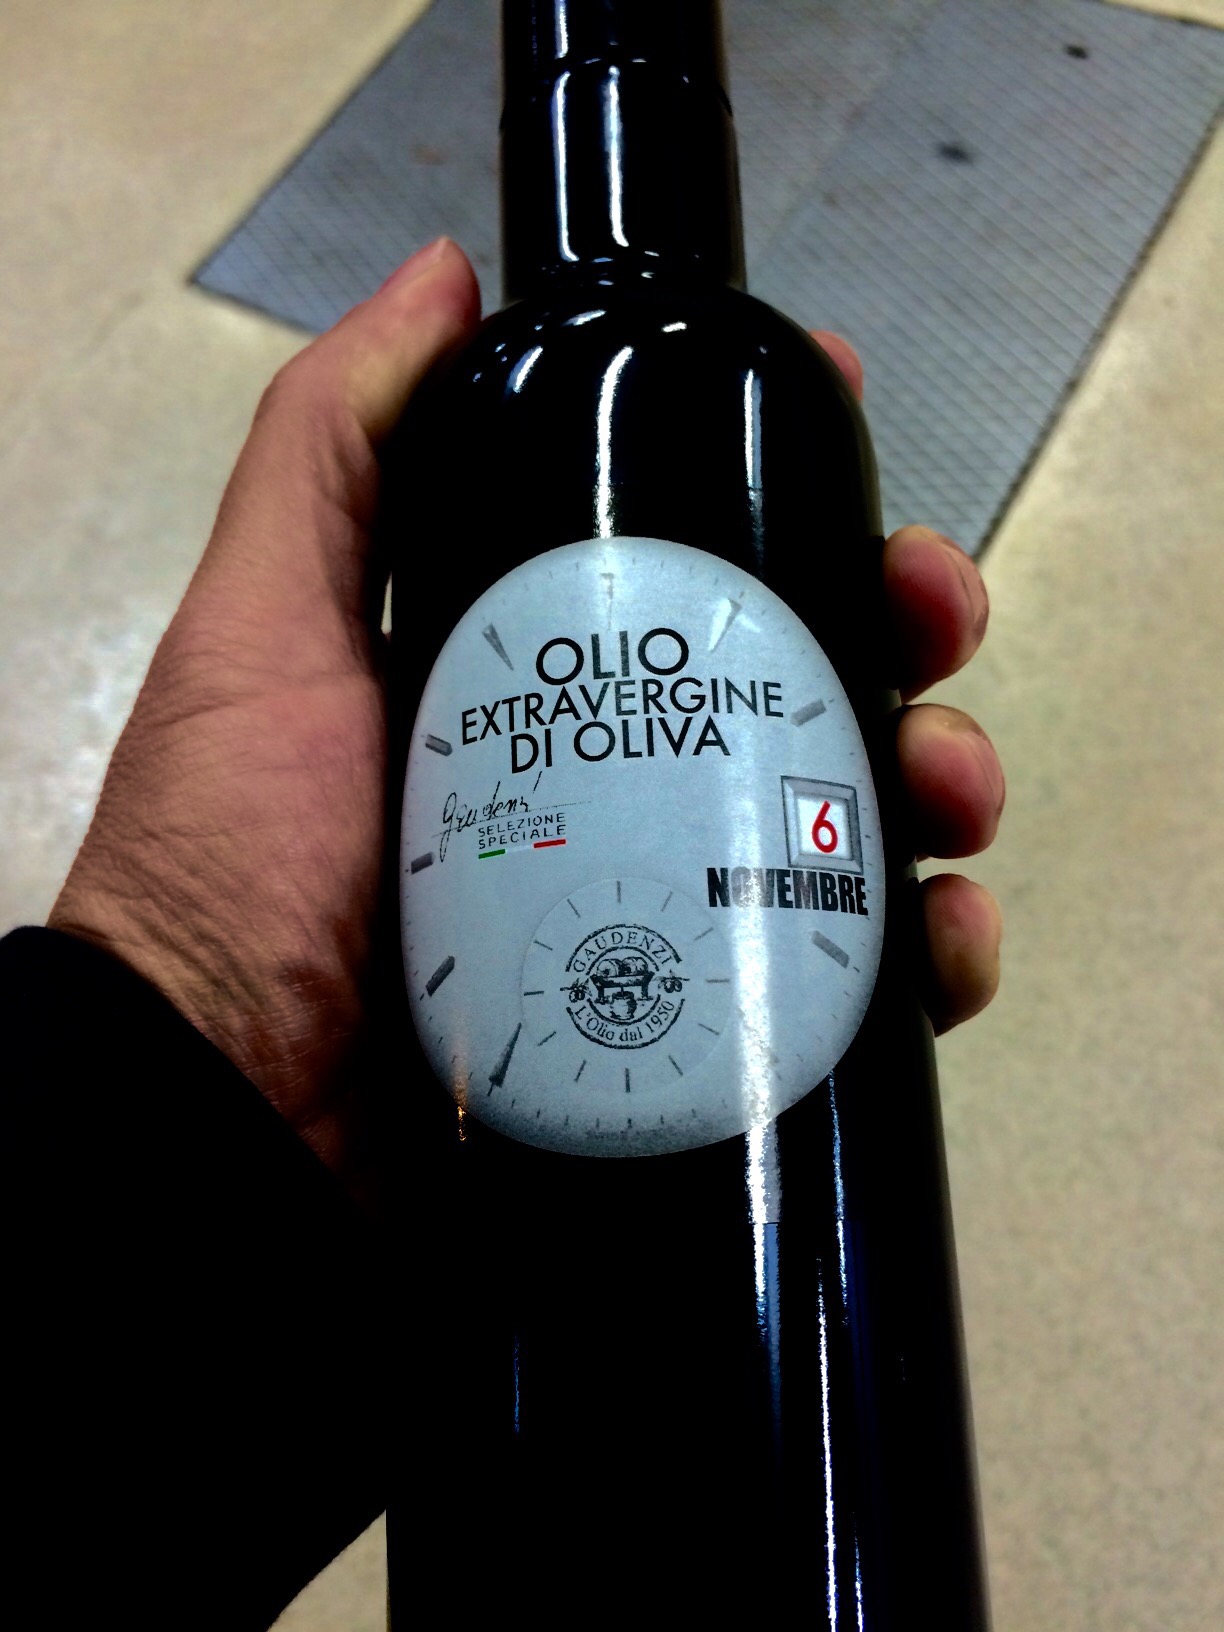 OLIO
EXTRAVERGINE
DI OLIVA
Gaudenzi
SELEZIONE
SPECIALE
6
NOVEMBRE
GAUDENZI
L'Olio dal 1950